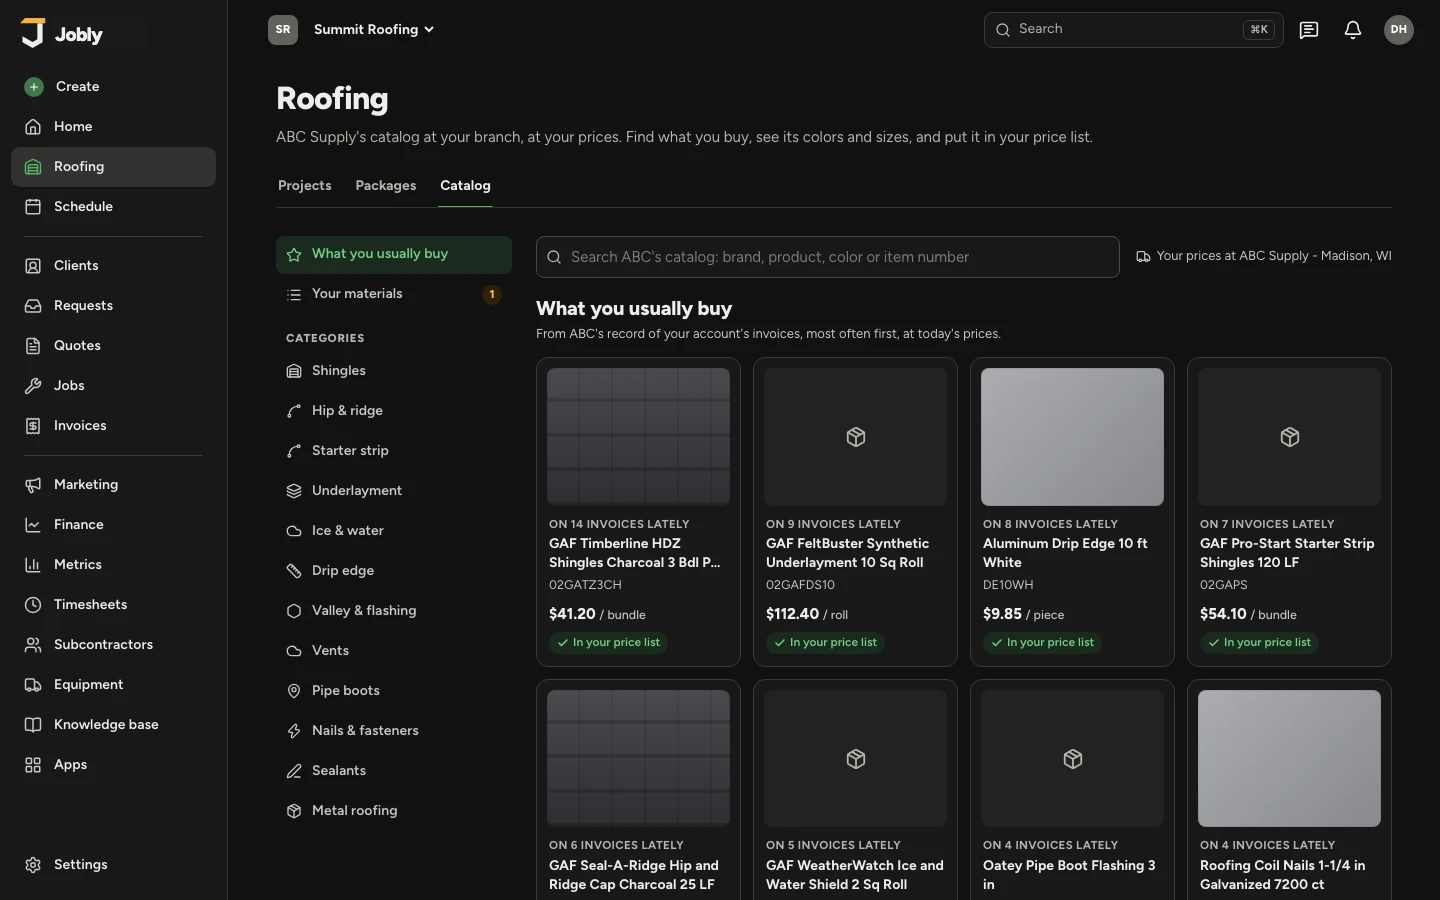 Jobly
SR
Summit Roofing
Search
⌘K
DH
Create
Home
Roofing
Schedule
Clients
Requests
Quotes
Jobs
Invoices
Marketing
Finance
Metrics
Timesheets
Subcontractors
Equipment
Knowledge base
Apps
Settings
Roofing
ABC Supply's catalog at your branch, at your prices. Find what you buy, see its colors and sizes, and put it in your price list.
Projects
Packages
Catalog
What you usually buy
Your materials
1
CATEGORIES
Shingles
Hip & ridge
Starter strip
Underlayment
Ice & water
Drip edge
Valley & flashing
Vents
Pipe boots
Nails & fasteners
Sealants
Metal roofing
Search ABC's catalog: brand, product, color or item number
Your prices at ABC Supply - Madison, WI
What you usually buy
From ABC's record of your account's invoices, most often first, at today's prices.
ON 14 INVOICES LATELY
GAF Timberline HDZ
Shingles Charcoal 3 Bdl P...
02GATZ3CH
$41.20 / bundle
In your price list
ON 9 INVOICES LATELY
GAF FeltBuster Synthetic
Underlayment 10 Sq Roll
02GAFDS10
$112.40 / roll
In your price list
ON 8 INVOICES LATELY
Aluminum Drip Edge 10 ft
White
DE10WH
$9.85 / piece
In your price list
ON 7 INVOICES LATELY
GAF Pro-Start Starter Strip
Shingles 120 LF
02GAPS
$54.10 / bundle
In your price list
ON 6 INVOICES LATELY
GAF Seal-A-Ridge Hip and
Ridge Cap Charcoal 25 LF
ON 5 INVOICES LATELY
GAF WeatherWatch Ice and
Water Shield 2 Sq Roll
ON 4 INVOICES LATELY
Oatey Pipe Boot Flashing 3
in
ON 4 INVOICES LATELY
Roofing Coil Nails 1-1/4 in
Galvanized 7200 ct